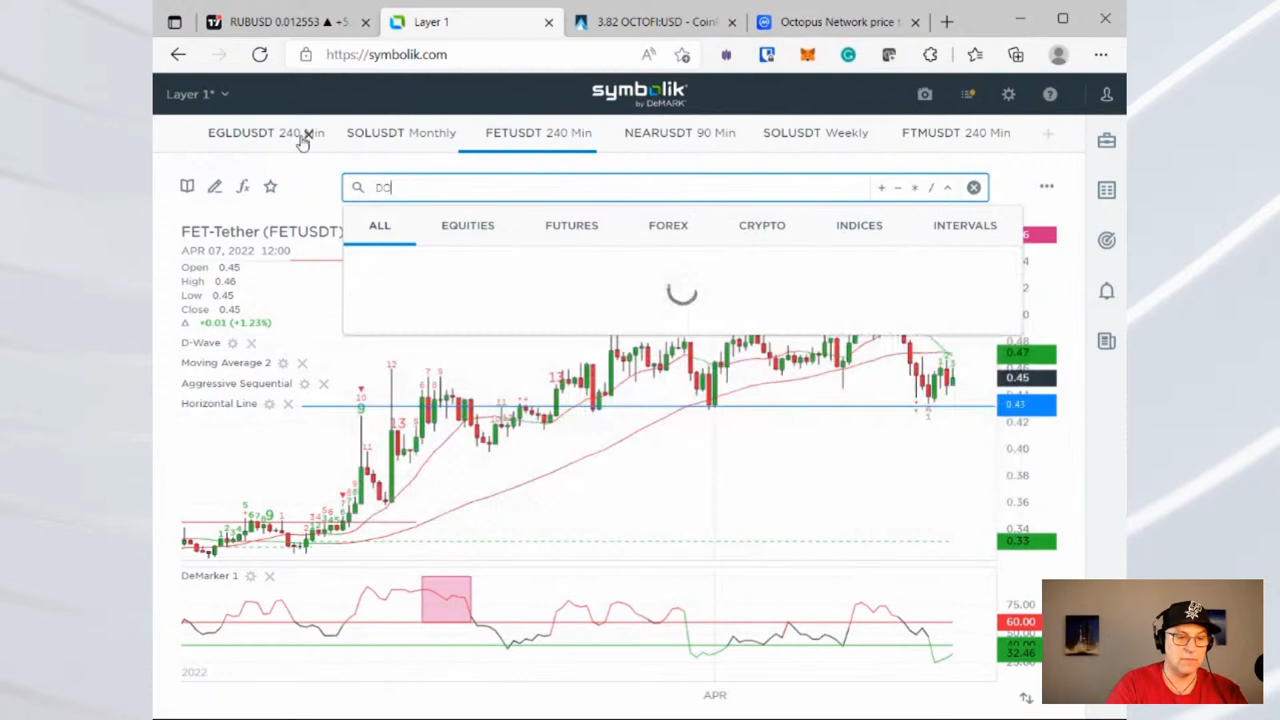 RUBUSD 0.012553 ▲ +5.
Layer 1
3.82 OCTOFI:USD - Coin
Octopus Network price
https://symbolik.com
Layer 1*
symbolik
by DeMARK
EGLDUSDT 240 Min
SOLUSDT Monthly
FETUSDT 240 Min
NEARUSDT 90 Min
SOLUSDT Weekly
FTMUSDT 240 Min
DO
+ − * / ^
ALL
EQUITIES
FUTURES
FOREX
CRYPTO
INDICES
INTERVALS
FET-Tether (FETUSDT)
APR 07, 2022 12:00
Open 0.45
High 0.46
Low 0.45
Close 0.45
Δ +0.01 (+1.23%)
D-Wave
Moving Average 2
Aggressive Sequential
Horizontal Line
0.47
0.45
0.43
0.42
0.40
0.38
0.36
0.34
0.33
DeMarker 1
75.00
60.00
32.46
2022
APR